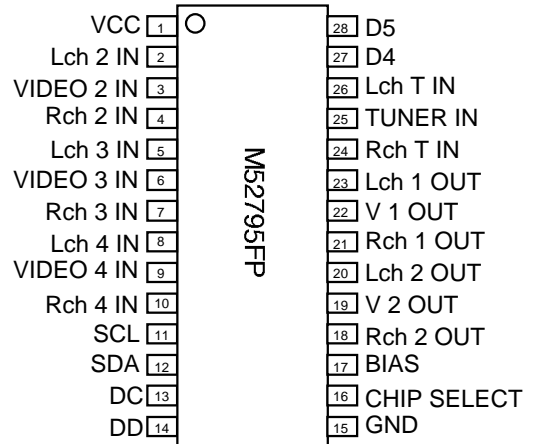 VCC 1
Lch 2 IN 2
VIDEO 2 IN 3
Rch 2 IN 4
Lch 3 IN 5
VIDEO 3 IN 6
Rch 3 IN 7
Lch 4 IN 8
VIDEO 4 IN 9
Rch 4 IN 10
SCL 11
SDA 12
DC 13
DD 14
M52795FP
28 D5
27 D4
26 Lch T IN
25 TUNER IN
24 Rch T IN
23 Lch 1 OUT
22 V 1 OUT
21 Rch 1 OUT
20 Lch 2 OUT
19 V 2 OUT
18 Rch 2 OUT
17 BIAS
16 CHIP SELECT
15 GND